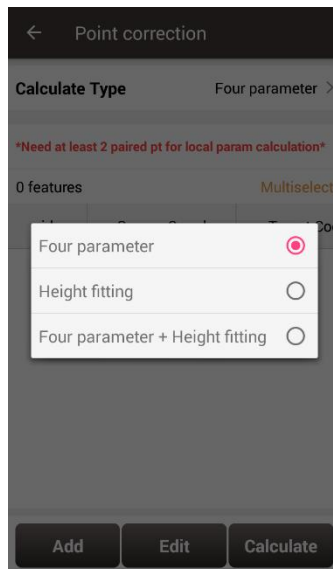 Point correction
Calculate Type Four parameter
*Need at least 2 paired pt for local param calculation*
0 features Multiselect
Four parameter
Height fitting
Four parameter + Height fitting
Add Edit Calculate